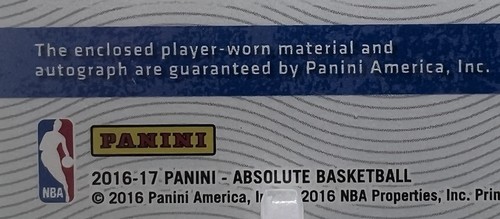 The enclosed player-worn material and
autograph are guaranteed by Panini America, Inc.
NBA
PANINI
2016-17 PANINI - ABSOLUTE BASKETBALL
© 2016 Panini America, 2016 NBA Properties, Inc.